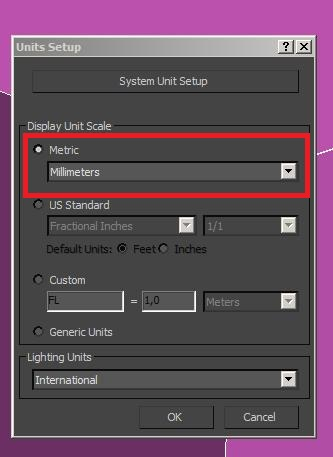 Units Setup
System Unit Setup
Display Unit Scale
Metric
Millimeters
US Standard
Fractional Inches 1/1
Default Units: Feet Inches
Custom
FL = 1,0 Meters
Generic Units
Lighting Units
International
OK Cancel